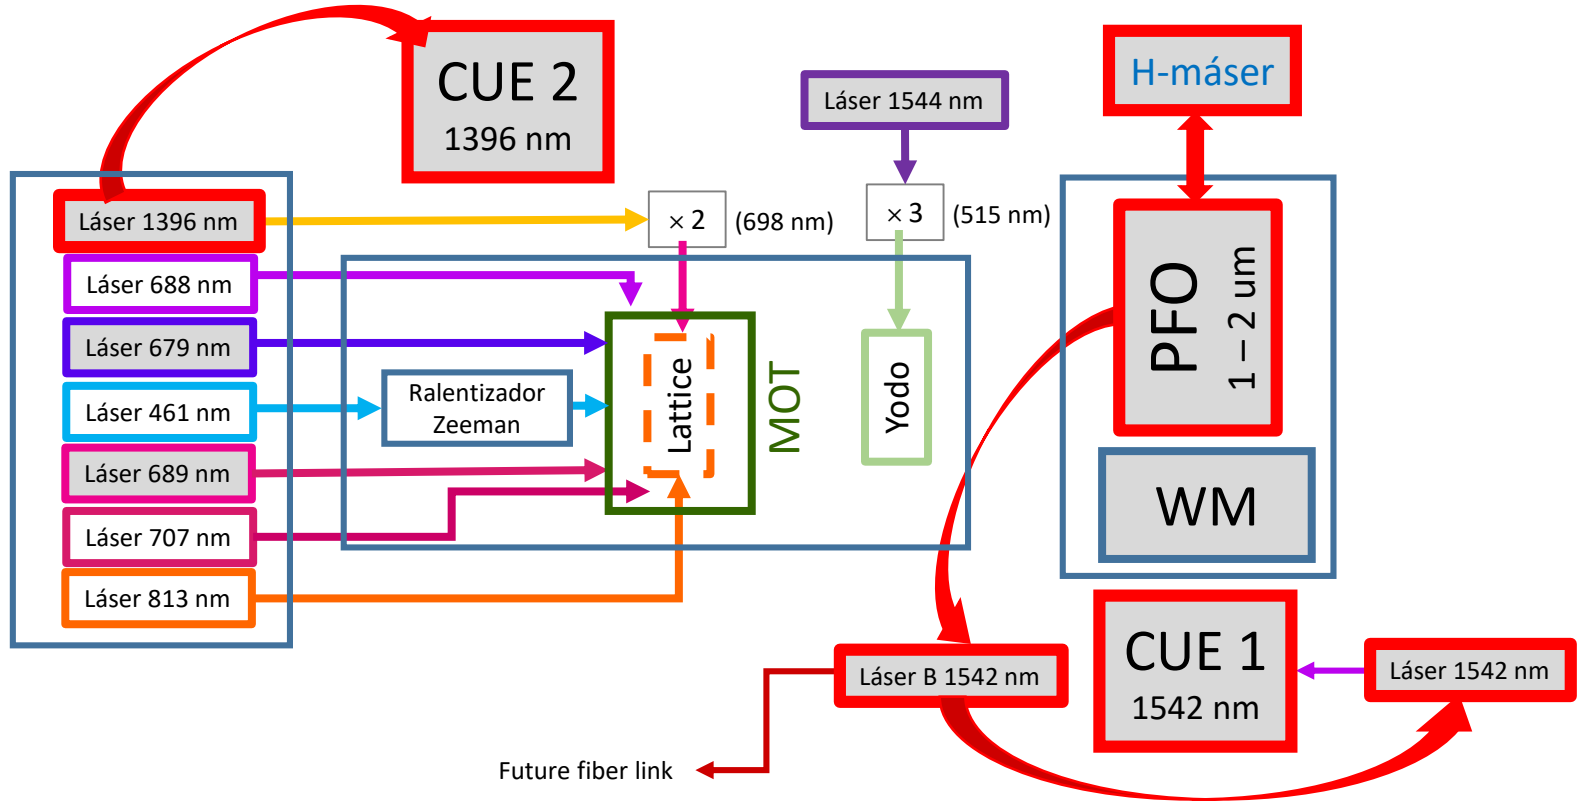 CUE 2
1396 nm
Láser 1544 nm
H-máser
Láser 1396 nm
× 2
(698 nm)
× 3
(515 nm)
Láser 688 nm
Láser 679 nm
Láser 461 nm
Láser 689 nm
Láser 707 nm
Láser 813 nm
Ralentizador
Zeeman
Lattice
MOT
Yodo
PFO
1 – 2 um
WM
CUE 1
1542 nm
Láser B 1542 nm
Láser 1542 nm
Future fiber link